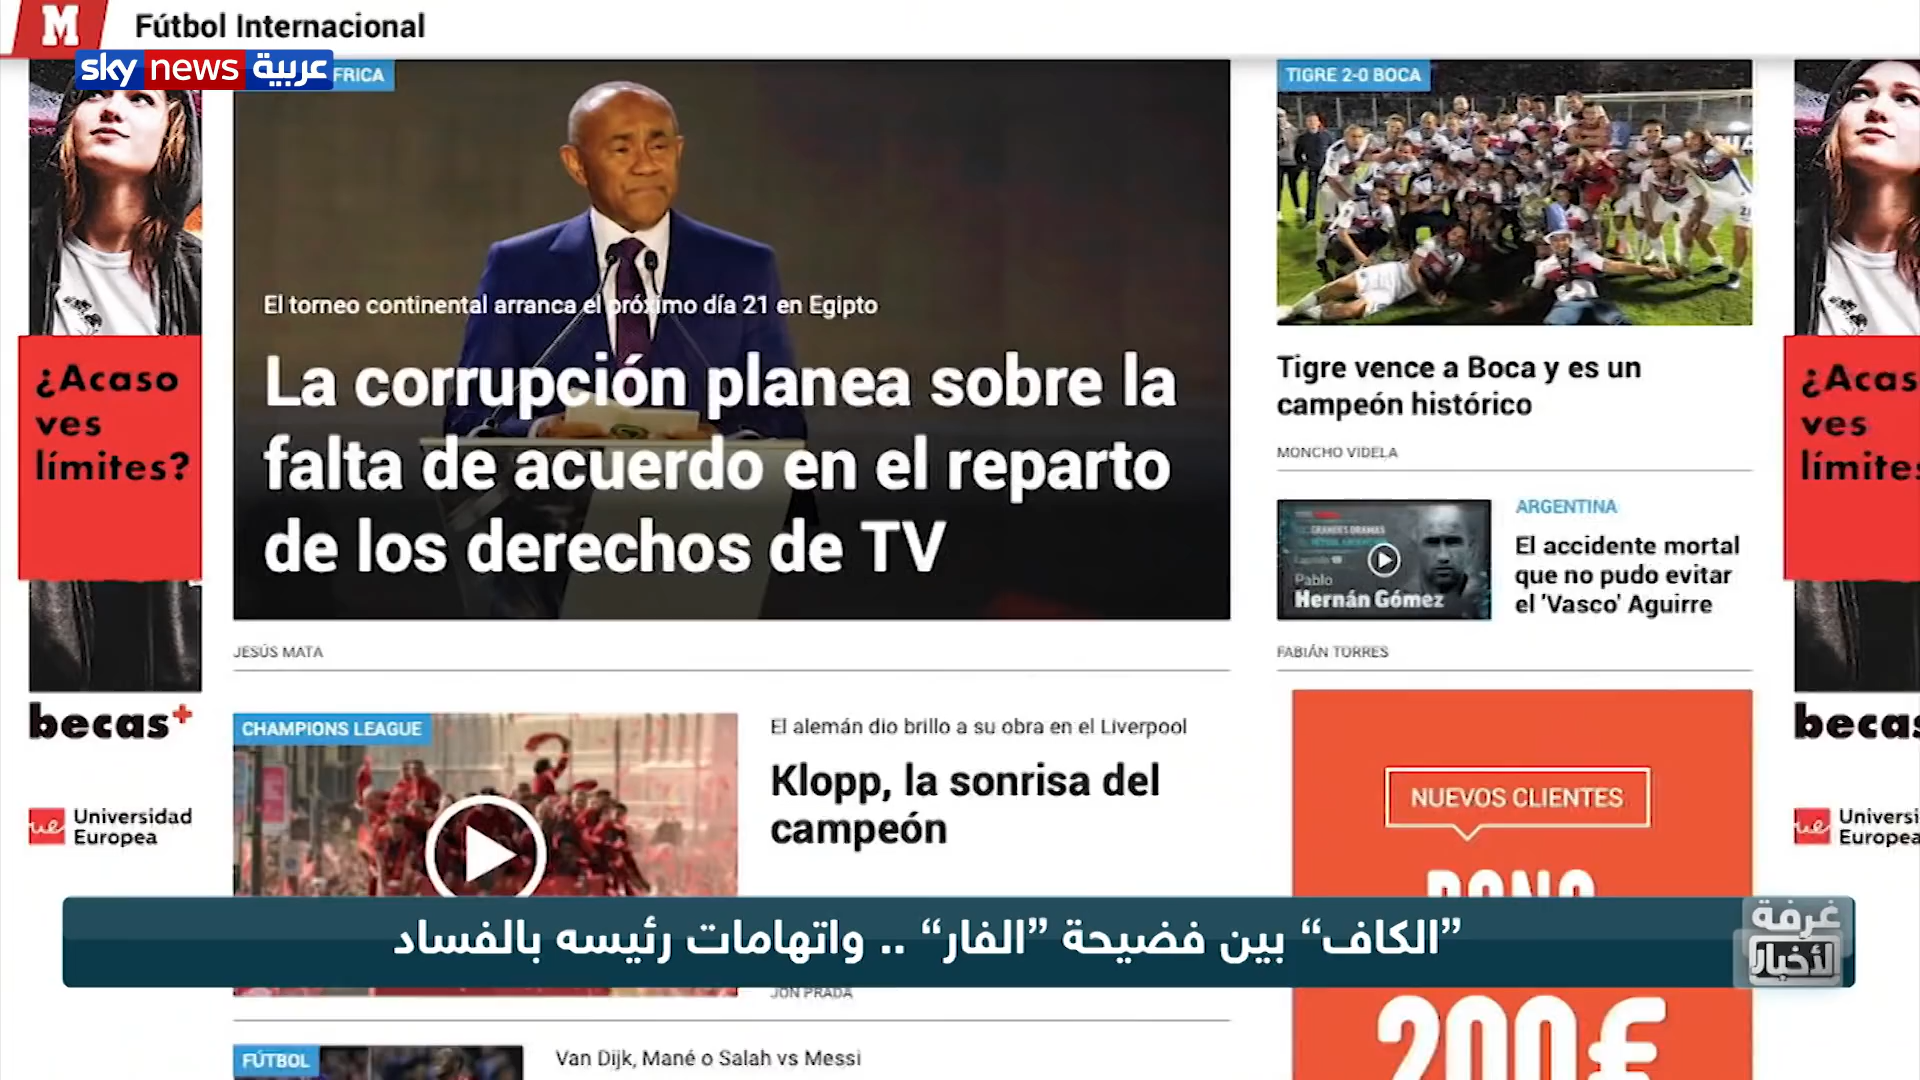 M
Fútbol Internacional
sky news عربية
FRICA
El torneo continental arranca el próximo día 21 en Egipto
La corrupción planea sobre la
falta de acuerdo en el reparto
de los derechos de TV
JESÚS MATA
TIGRE 2-0 BOCA
Tigre vence a Boca y es un
campeón histórico
MONCHO VIDELA
GRANDES DRAMAS
Pablo
Hernán Gómez
ARGENTINA
El accidente mortal
que no pudo evitar
el 'Vasco' Aguirre
FABIÁN TORRES
¿Acaso
ves
límites?
becas+
ue Universidad
Europea
¿Acas
ves
límites
becas
ue Universi
Europea
CHAMPIONS LEAGUE
El alemán dio brillo a su obra en el Liverpool
Klopp, la sonrisa del
campeón
JON PRADA
NUEVOS CLIENTES
200€
”الكاف“ بين فضيحة ”الفار“ .. واتهامات رئيسه بالفساد
غرفة
الأخبار
FÚTBOL
Van Dijk, Mané o Salah vs Messi